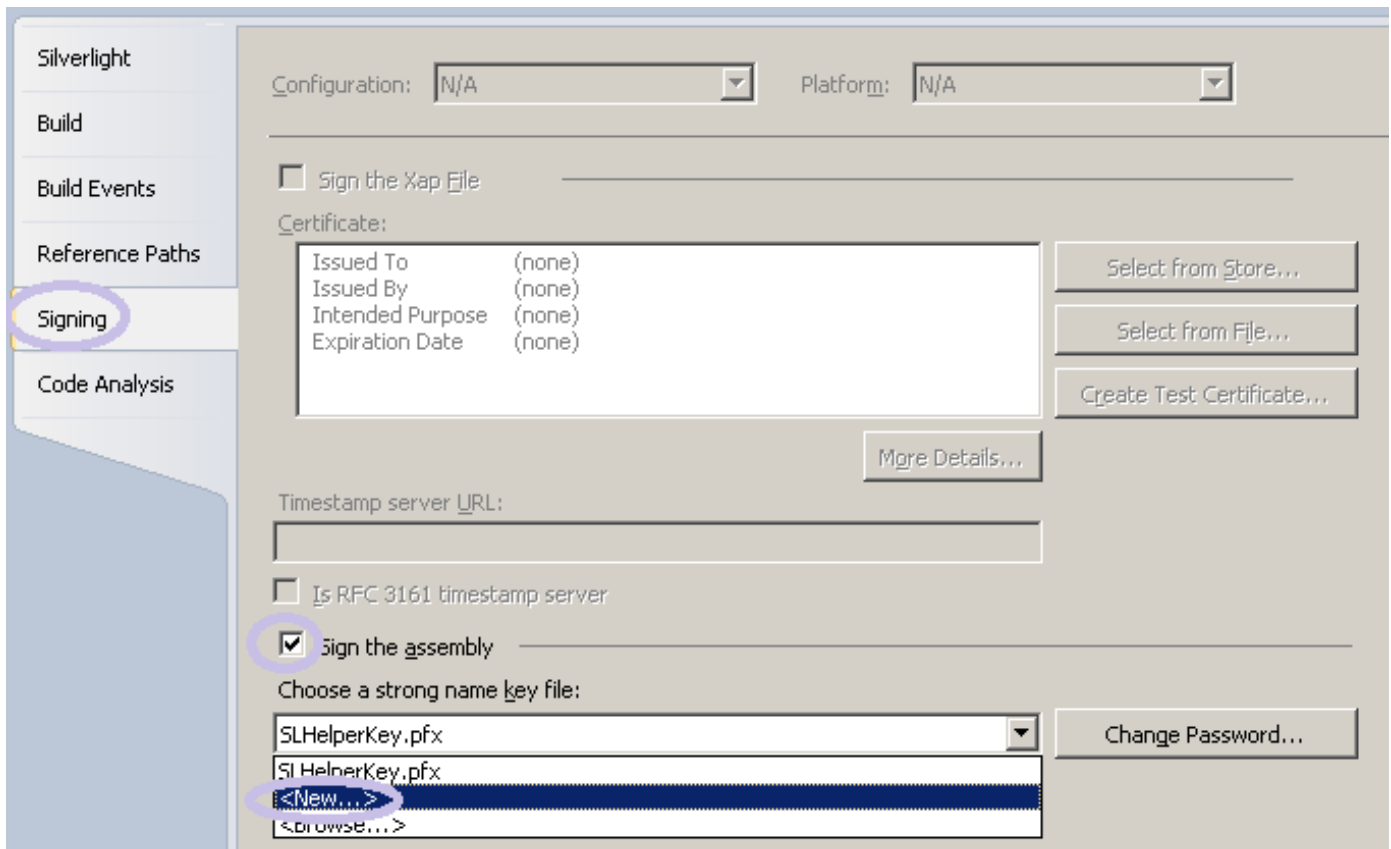 Silverlight
Build
Build Events
Reference Paths
Signing
Code Analysis
Configuration: N/A Platform: N/A
Sign the Xap File
Certificate:
Issued To (none)
Issued By (none)
Intended Purpose (none)
Expiration Date (none)
Select from Store...
Select from File...
Create Test Certificate...
More Details...
Timestamp server URL:
Is RFC 3161 timestamp server
Sign the assembly
Choose a strong name key file:
SLHelperKey.pfx
Change Password...
SLHelperKey.pfx
<New...>
<Browse...>